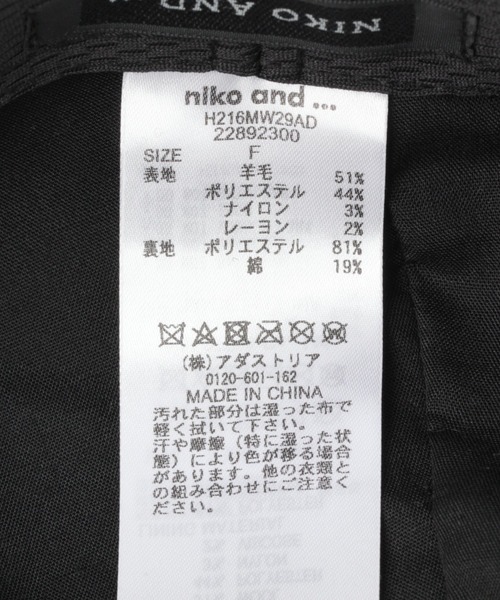 NIKO AND
niko and ...
H216MW29AD
22892300
SIZE F
表地 羊毛 51%
ポリエステル 44%
ナイロン 3%
レーヨン 2%
裏地 ポリエステル 81%
綿 19%
(株)アダストリア
0120-601-162
MADE IN CHINA
汚れた部分は湿った布で
軽く拭いて下さい。
汗や摩擦（特に湿った状
態）により色が移る場合
があります。他の衣類と
の組み合わせにご注意く
ださい。